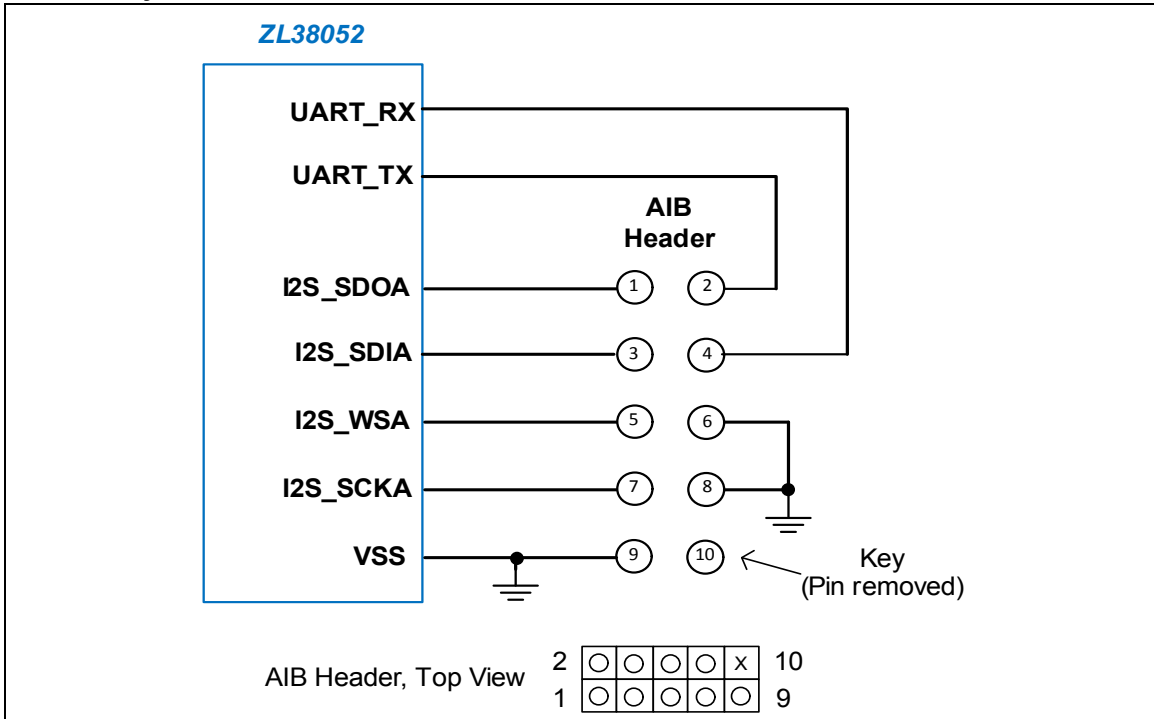 ZL38052
UART_RX
UART_TX
AIB
Header
I2S_SDOA 1 2
I2S_SDIA 3 4
I2S_WSA 5 6
I2S_SCKA 7 8
VSS 9 10
Key
(Pin removed)
AIB Header, Top View
2 X 10
1 9